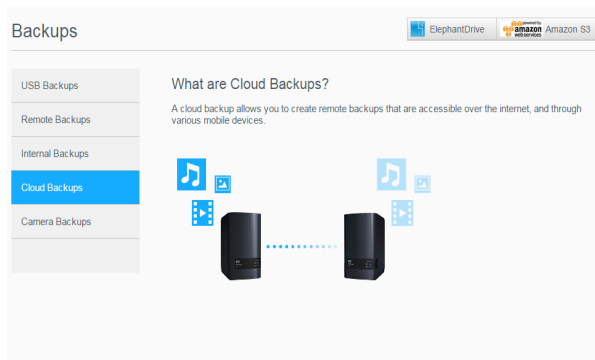 Backups
ElephantDrive
powered by
amazon
web services
Amazon S3
USB Backups
Remote Backups
Internal Backups
Cloud Backups
Camera Backups
What are Cloud Backups?
A cloud backup allows you to create remote backups that are accessible over the internet, and through
various mobile devices.